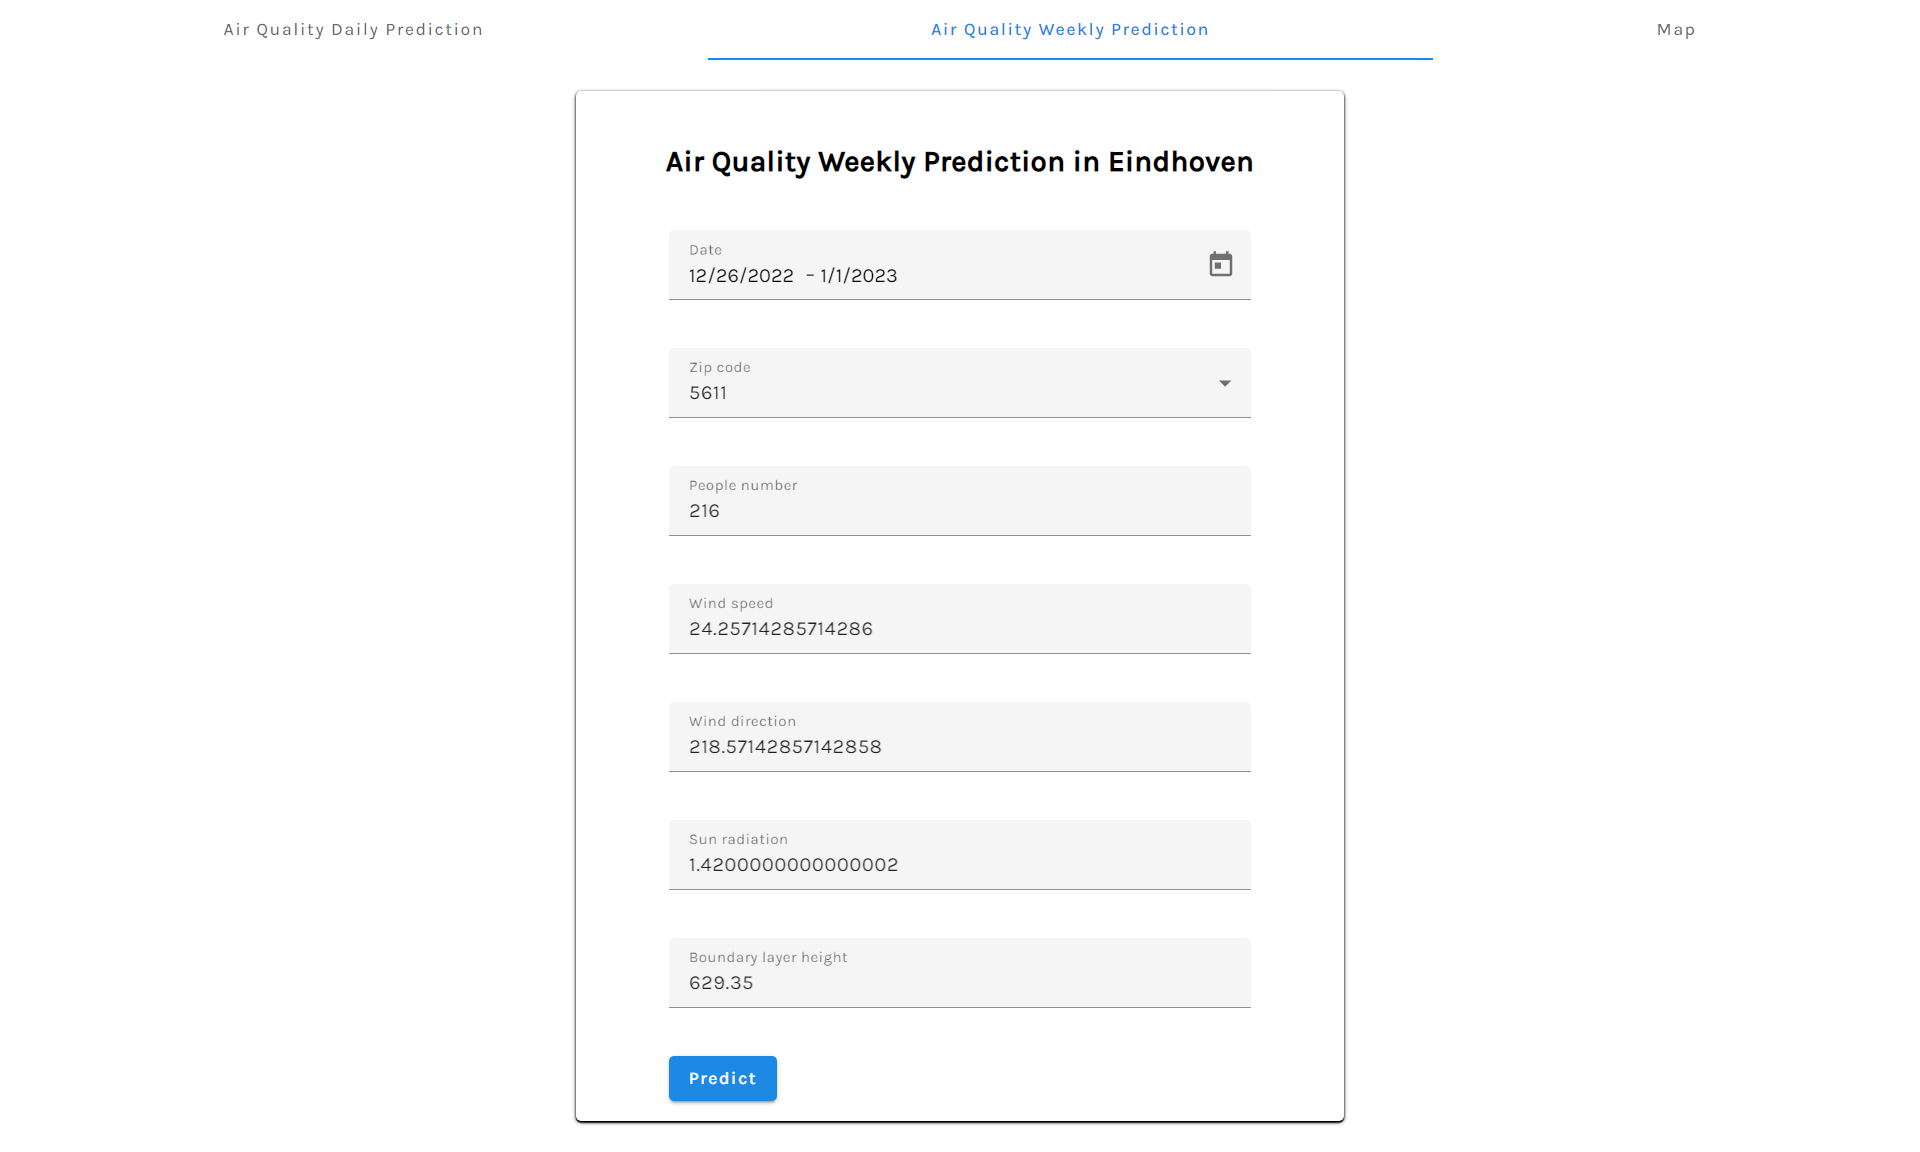 Air Quality Daily Prediction
Air Quality Weekly Prediction
Map
Air Quality Weekly Prediction in Eindhoven
Date
12/26/2022 – 1/1/2023
Zip code
5611
People number
216
Wind speed
24.25714285714286
Wind direction
218.57142857142858
Sun radiation
1.4200000000000002
Boundary layer height
629.35
Predict